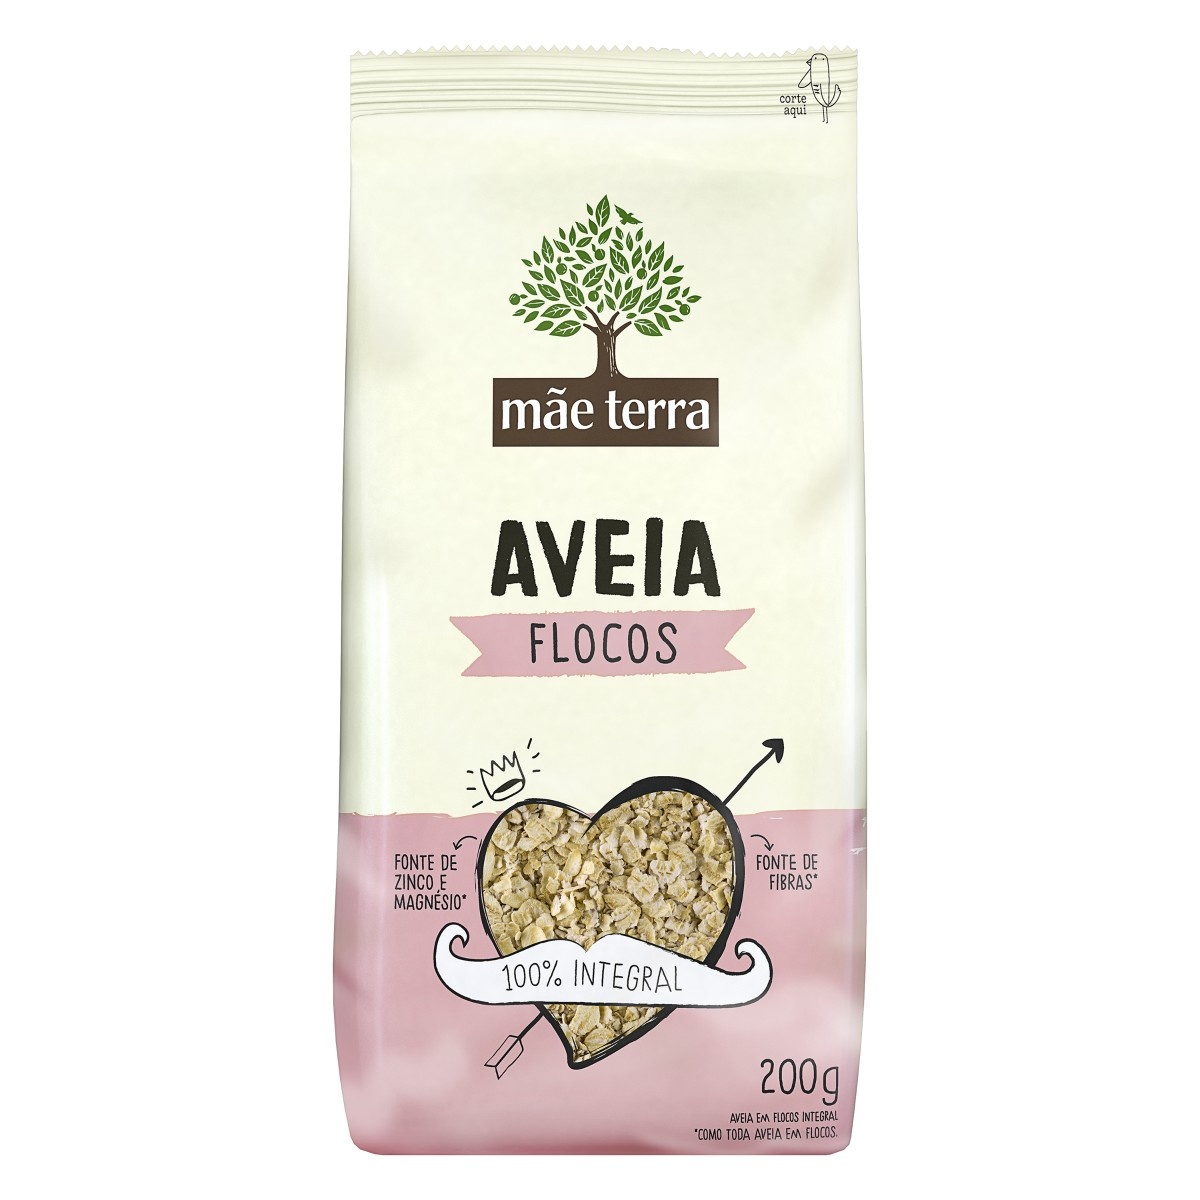 corte
aqui
mãe terra
AVEIA
FLOCOS
FONTE DE
ZINCO E
MAGNÉSIO*
FONTE DE
FIBRAS*
100% INTEGRAL
200g
AVEIA EM FLOCOS INTEGRAL
*COMO TODA AVEIA EM FLOCOS.